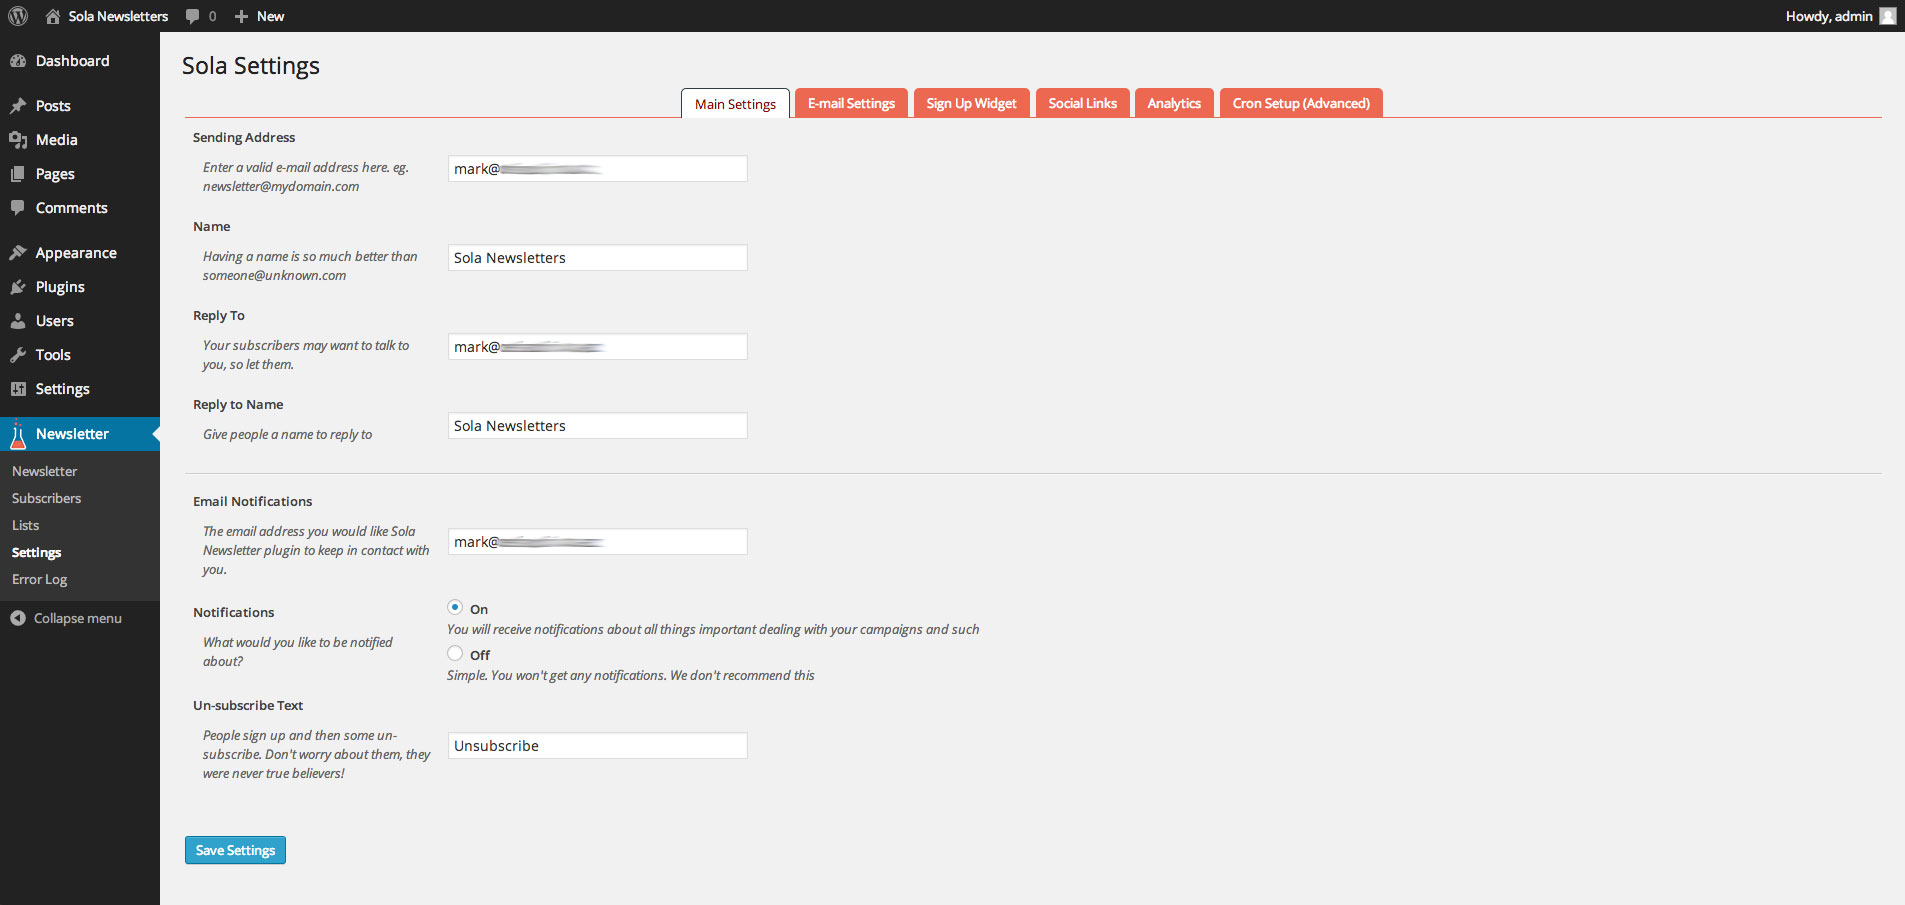 Sola Newsletters 0 New Howdy, admin
Dashboard
Posts
Media
Pages
Comments
Appearance
Plugins
Users
Tools
Settings
Newsletter
Newsletter
Subscribers
Lists
Settings
Error Log
Collapse menu
Sola Settings
Main Settings E-mail Settings Sign Up Widget Social Links Analytics Cron Setup (Advanced)
Sending Address
Enter a valid e-mail address here. eg.
newsletter@mydomain.com
mark@
Name
Having a name is so much better than
someone@unknown.com
Sola Newsletters
Reply To
Your subscribers may want to talk to
you, so let them.
mark@
Reply to Name
Give people a name to reply to
Sola Newsletters
Email Notifications
The email address you would like Sola
Newsletter plugin to keep in contact with
you.
mark@
Notifications
What would you like to be notified
about?
On
You will receive notifications about all things important dealing with your campaigns and such
Off
Simple. You won't get any notifications. We don't recommend this
Un-subscribe Text
People sign up and then some un-
subscribe. Don't worry about them, they
were never true believers!
Unsubscribe
Save Settings